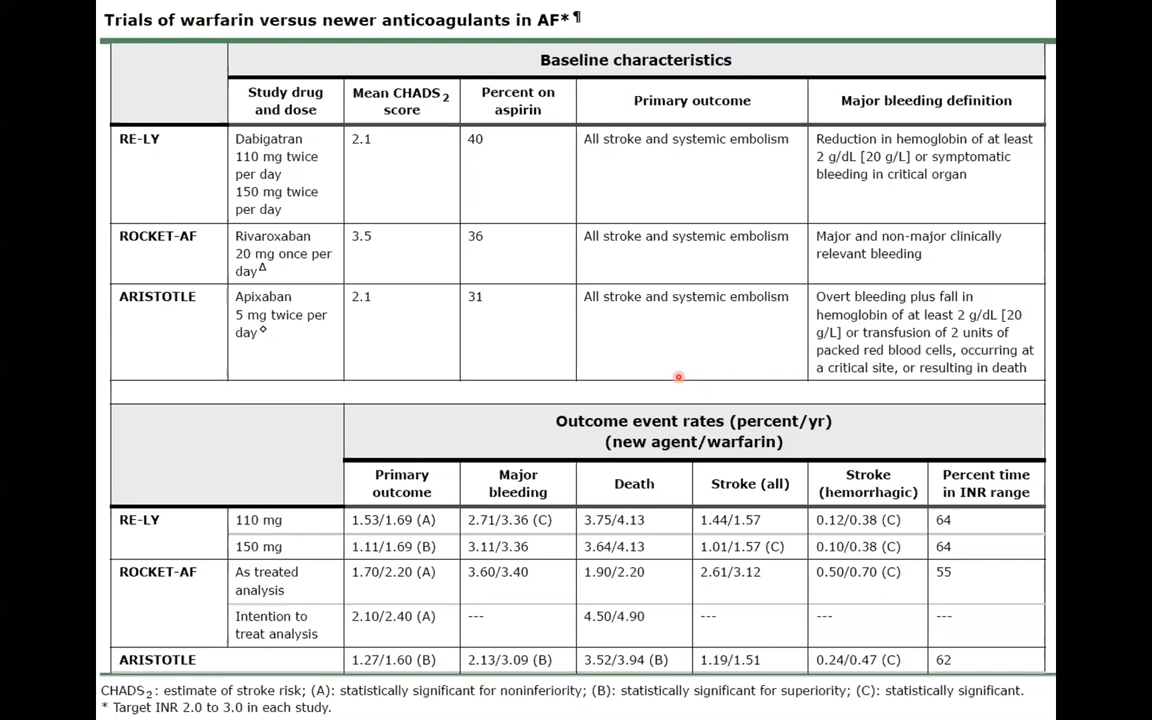 Trials of warfarin versus newer anticoagulants in AF*¶
Baseline characteristics
Study drug and dose
Mean CHADS2 score
Percent on aspirin
Primary outcome
Major bleeding definition
RE-LY
Dabigatran
110 mg twice
per day
150 mg twice
per day
2.1
40
All stroke and systemic embolism
Reduction in hemoglobin of at least
2 g/dL [20 g/L] or symptomatic
bleeding in critical organ
ROCKET-AF
Rivaroxaban
20 mg once per
dayΔ
3.5
36
All stroke and systemic embolism
Major and non-major clinically
relevant bleeding
ARISTOTLE
Apixaban
5 mg twice per
day◇
2.1
31
All stroke and systemic embolism
Overt bleeding plus fall in
hemoglobin of at least 2 g/dL [20
g/L] or transfusion of 2 units of
packed red blood cells, occurring at
a critical site, or resulting in death
Outcome event rates (percent/yr)
(new agent/warfarin)
Primary outcome
Major bleeding
Death
Stroke (all)
Stroke (hemorrhagic)
Percent time in INR range
RE-LY
110 mg
1.53/1.69 (A)
2.71/3.36 (C)
3.75/4.13
1.44/1.57
0.12/0.38 (C)
64
150 mg
1.11/1.69 (B)
3.11/3.36
3.64/4.13
1.01/1.57 (C)
0.10/0.38 (C)
64
ROCKET-AF
As treated
analysis
1.70/2.20 (A)
3.60/3.40
1.90/2.20
2.61/3.12
0.50/0.70 (C)
55
Intention to
treat analysis
2.10/2.40 (A)
---
4.50/4.90
---
---
---
ARISTOTLE
1.27/1.60 (B)
2.13/3.09 (B)
3.52/3.94 (B)
1.19/1.51
0.24/0.47 (C)
62
CHADS2: estimate of stroke risk; (A): statistically significant for noninferiority; (B): statistically significant for superiority; (C): statistically significant.
* Target INR 2.0 to 3.0 in each study.